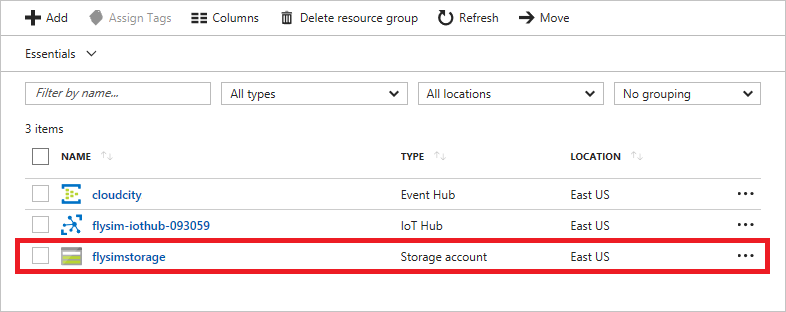 Add Assign Tags Columns Delete resource group Refresh Move
Essentials
Filter by name... All types All locations No grouping
3 items
NAME TYPE LOCATION
cloudcity Event Hub East US
flysim-iothub-093059 IoT Hub East US
flysimstorage Storage account East US